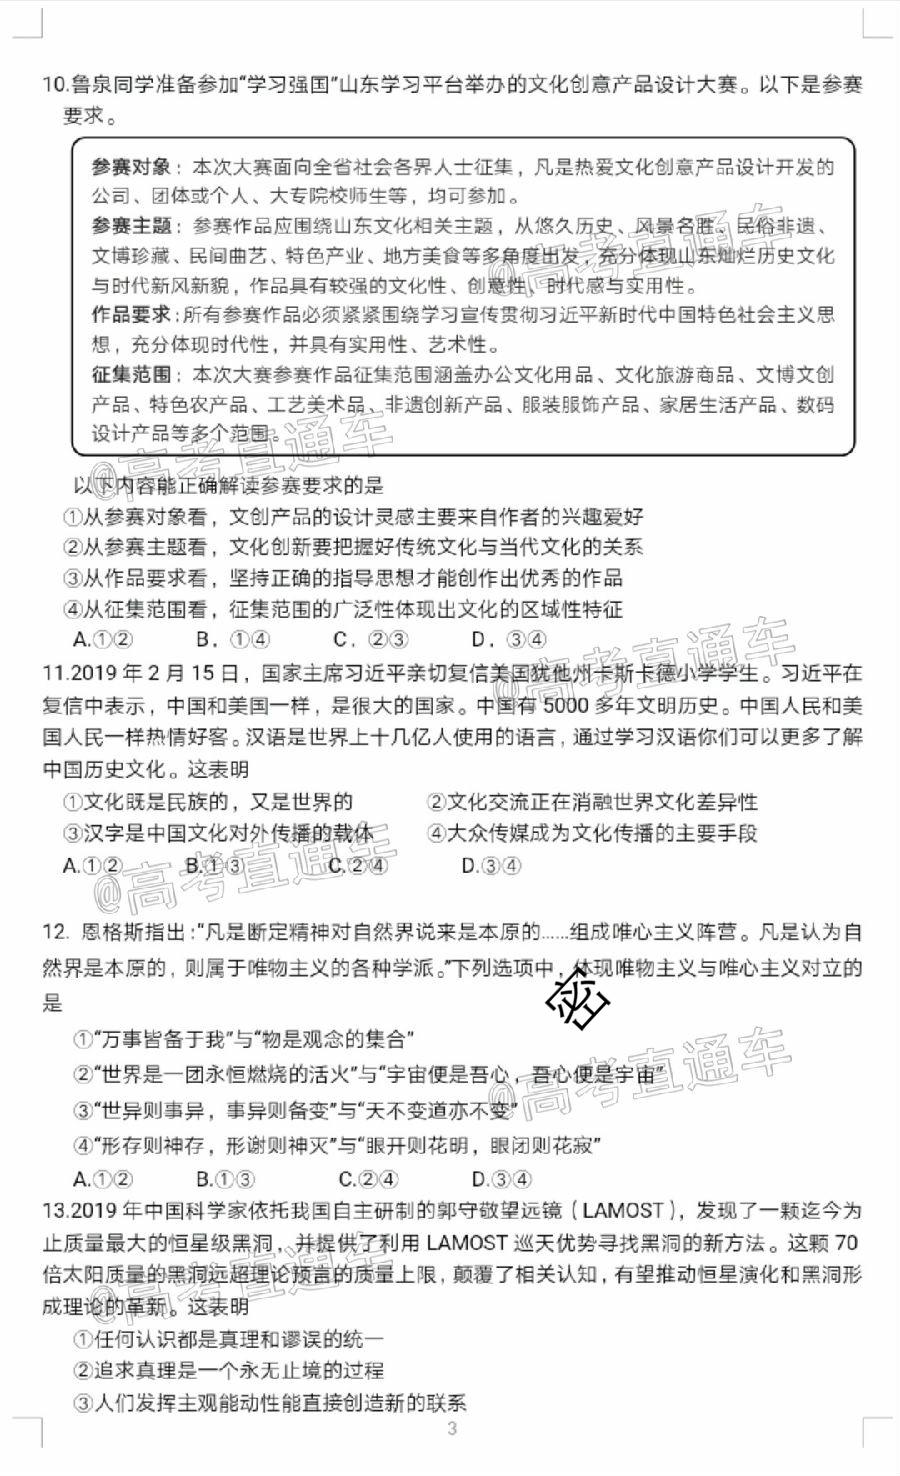 10.鲁泉同学准备参加“学习强国”山东学习平台举办的文化创意产品设计大赛。以下是参赛
要求。
参赛对象：本次大赛面向全省社会各界人士征集，凡是热爱文化创意产品设计开发的
公司、团体或个人、大专院校师生等，均可参加。
参赛主题：参赛作品应围绕山东文化相关主题，从悠久历史、风景名胜、民俗非遗、
文博珍藏、民间曲艺、特色产业、地方美食等多角度出发，充分体现山东灿烂历史文化
与时代新风新貌，作品具有较强的文化性、创意性、时代感与实用性。
作品要求:所有参赛作品必须紧紧围绕学习宣传贯彻习近平新时代中国特色社会主义思
想，充分体现时代性，并具有实用性、艺术性。
征集范围：本次大赛参赛作品征集范围涵盖办公文化用品、文化旅游商品、文博文创
产品、特色农产品、工艺美术品、非遗创新产品、服装服饰产品、家居生活产品、数码
设计产品等多个范围。
以下内容能正确解读参赛要求的是
①从参赛对象看，文创产品的设计灵感主要来自作者的兴趣爱好
②从参赛主题看，文化创新要把握好传统文化与当代文化的关系
③从作品要求看，坚持正确的指导思想才能创作出优秀的作品
④从征集范围看，征集范围的广泛性体现出文化的区域性特征
A.①② B．①④ C．②③ D．③④
11.2019 年 2 月 15 日，国家主席习近平亲切复信美国犹他州卡斯卡德小学学生。习近平在
复信中表示，中国和美国一样，是很大的国家。中国有 5000 多年文明历史。中国人民和美
国人民一样热情好客。汉语是世界上十几亿人使用的语言，通过学习汉语你们可以更多了解
中国历史文化。这表明
①文化既是民族的，又是世界的 ②文化交流正在消融世界文化差异性
③汉字是中国文化对外传播的载体 ④大众传媒成为文化传播的主要手段
A.①② B.①③ C.②④ D.③④
12. 恩格斯指出:“凡是断定精神对自然界说来是本原的……组成唯心主义阵营。凡是认为自
然界是本原的，则属于唯物主义的各种学派。”下列选项中，体现唯物主义与唯心主义对立的
是
密
①“万事皆备于我”与“物是观念的集合”
②“世界是一团永恒燃烧的活火”与“宇宙便是吾心，吾心便是宇宙”
③“世异则事异，事异则备变”与“天不变道亦不变”
④“形存则神存，形谢则神灭”与“眼开则花明，眼闭则花寂”
A.①② B.①③ C.②④ D.③④
13.2019 年中国科学家依托我国自主研制的郭守敬望远镜（LAMOST），发现了一颗迄今为
止质量最大的恒星级黑洞，并提供了利用 LAMOST 巡天优势寻找黑洞的新方法。这颗 70
倍太阳质量的黑洞远超理论预言的质量上限，颠覆了相关认知，有望推动恒星演化和黑洞形
成理论的革新。这表明
①任何认识都是真理和谬误的统一
②追求真理是一个永无止境的过程
③人们发挥主观能动性能直接创造新的联系
3
@高考直通车
@高考直通车
@高考直通车
@高考直通车
@高考直通车
@高考直通车